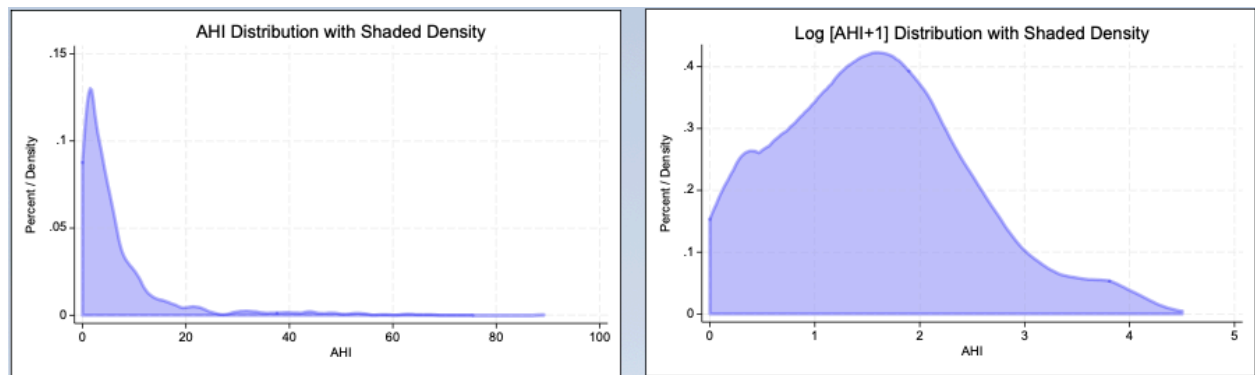 AHI Distribution with Shaded Density
.15
.1
.05
0
Percent / Density
0 20 40 60 80 100
AHI
Log [AHI+1] Distribution with Shaded Density
.4
.3
.2
.1
0
Percent / Density
0 1 2 3 4 5
AHI